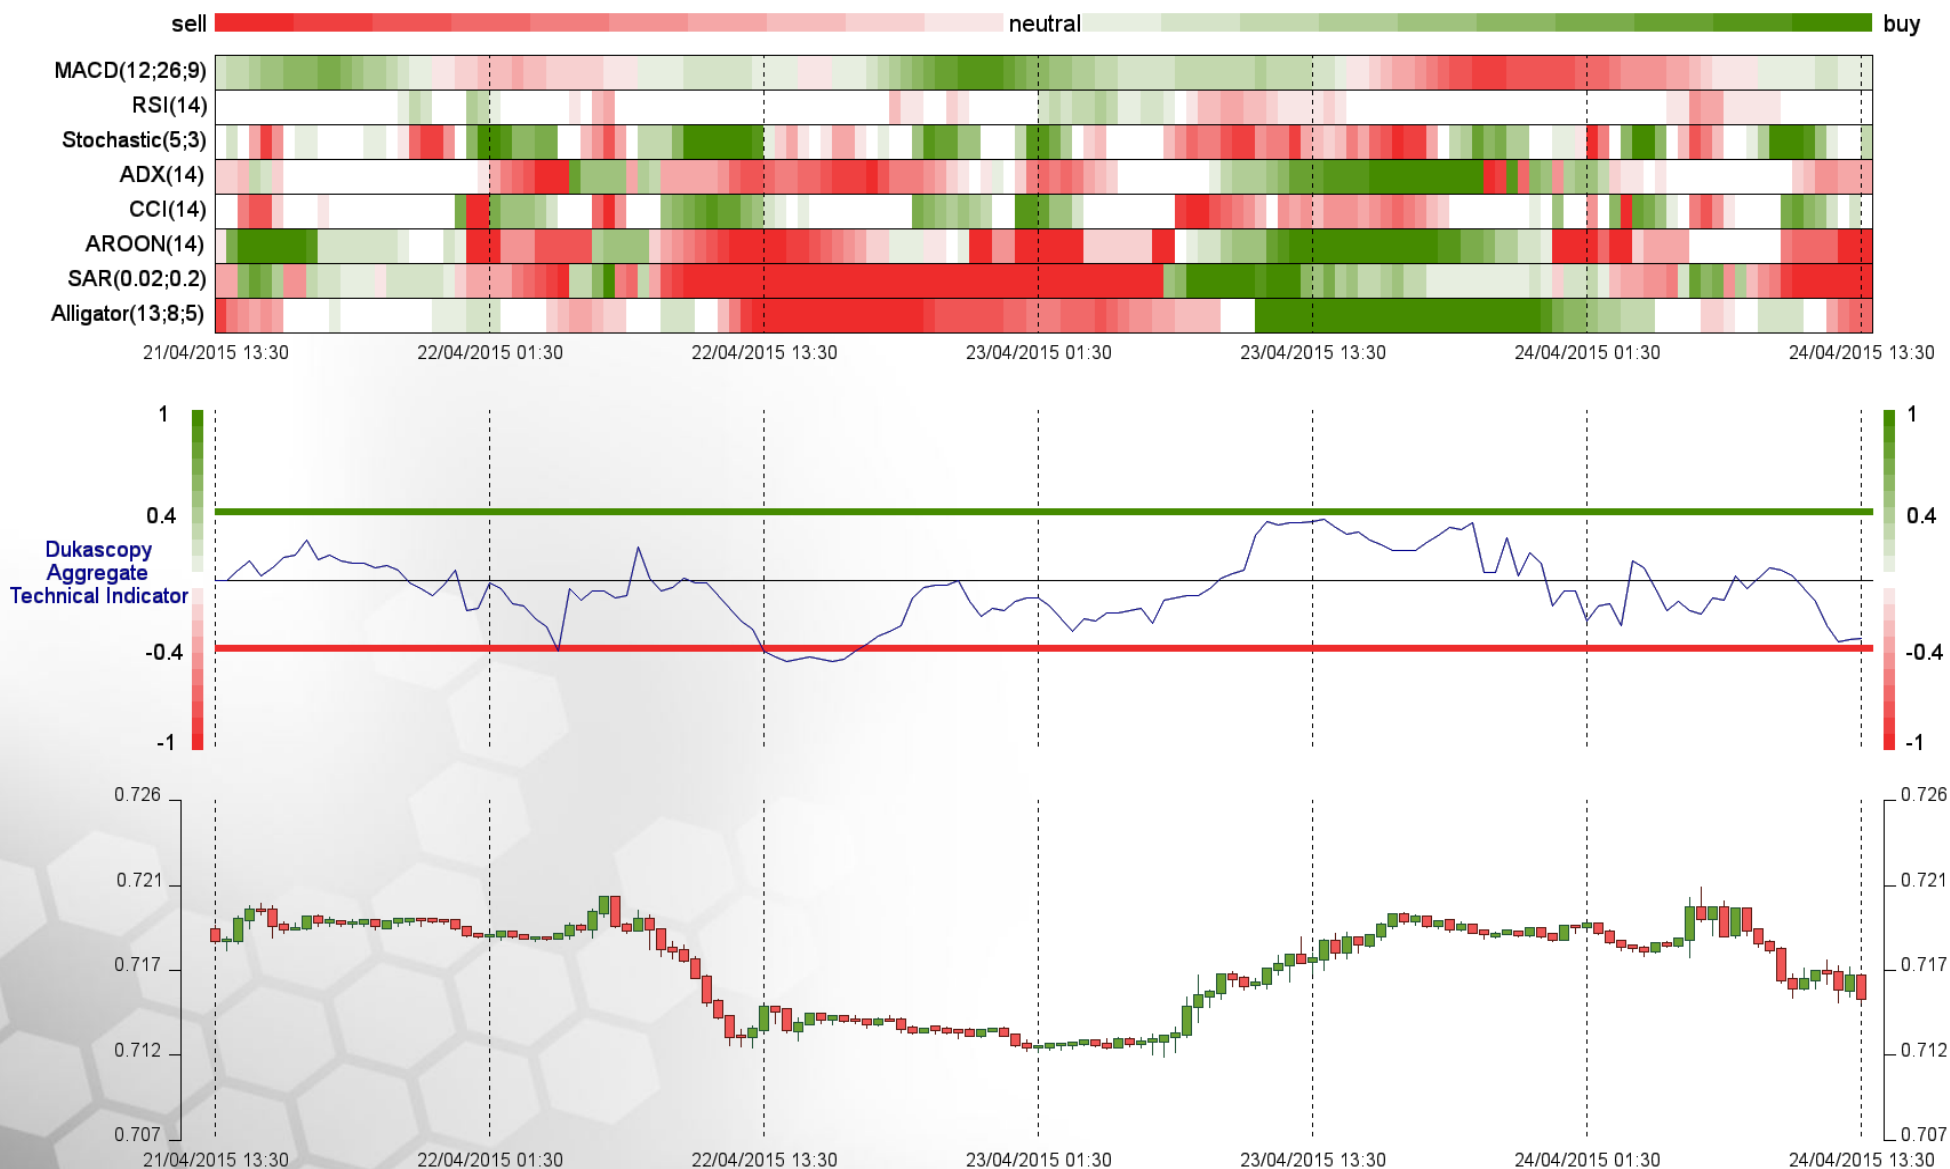 sell neutral buy
MACD(12;26;9)
RSI(14)
Stochastic(5;3)
ADX(14)
CCI(14)
AROON(14)
SAR(0.02;0.2)
Alligator(13;8;5)
21/04/2015 13:30 22/04/2015 01:30 22/04/2015 13:30 23/04/2015 01:30 23/04/2015 13:30 24/04/2015 01:30 24/04/2015 13:30
1 1
0.4 0.4
Dukascopy
Aggregate
Technical Indicator
-0.4 -0.4
-1 -1
0.726 0.726
0.721 0.721
0.717 0.717
0.712 0.712
0.707 0.707
21/04/2015 13:30 22/04/2015 01:30 22/04/2015 13:30 23/04/2015 01:30 23/04/2015 13:30 24/04/2015 01:30 24/04/2015 13:30